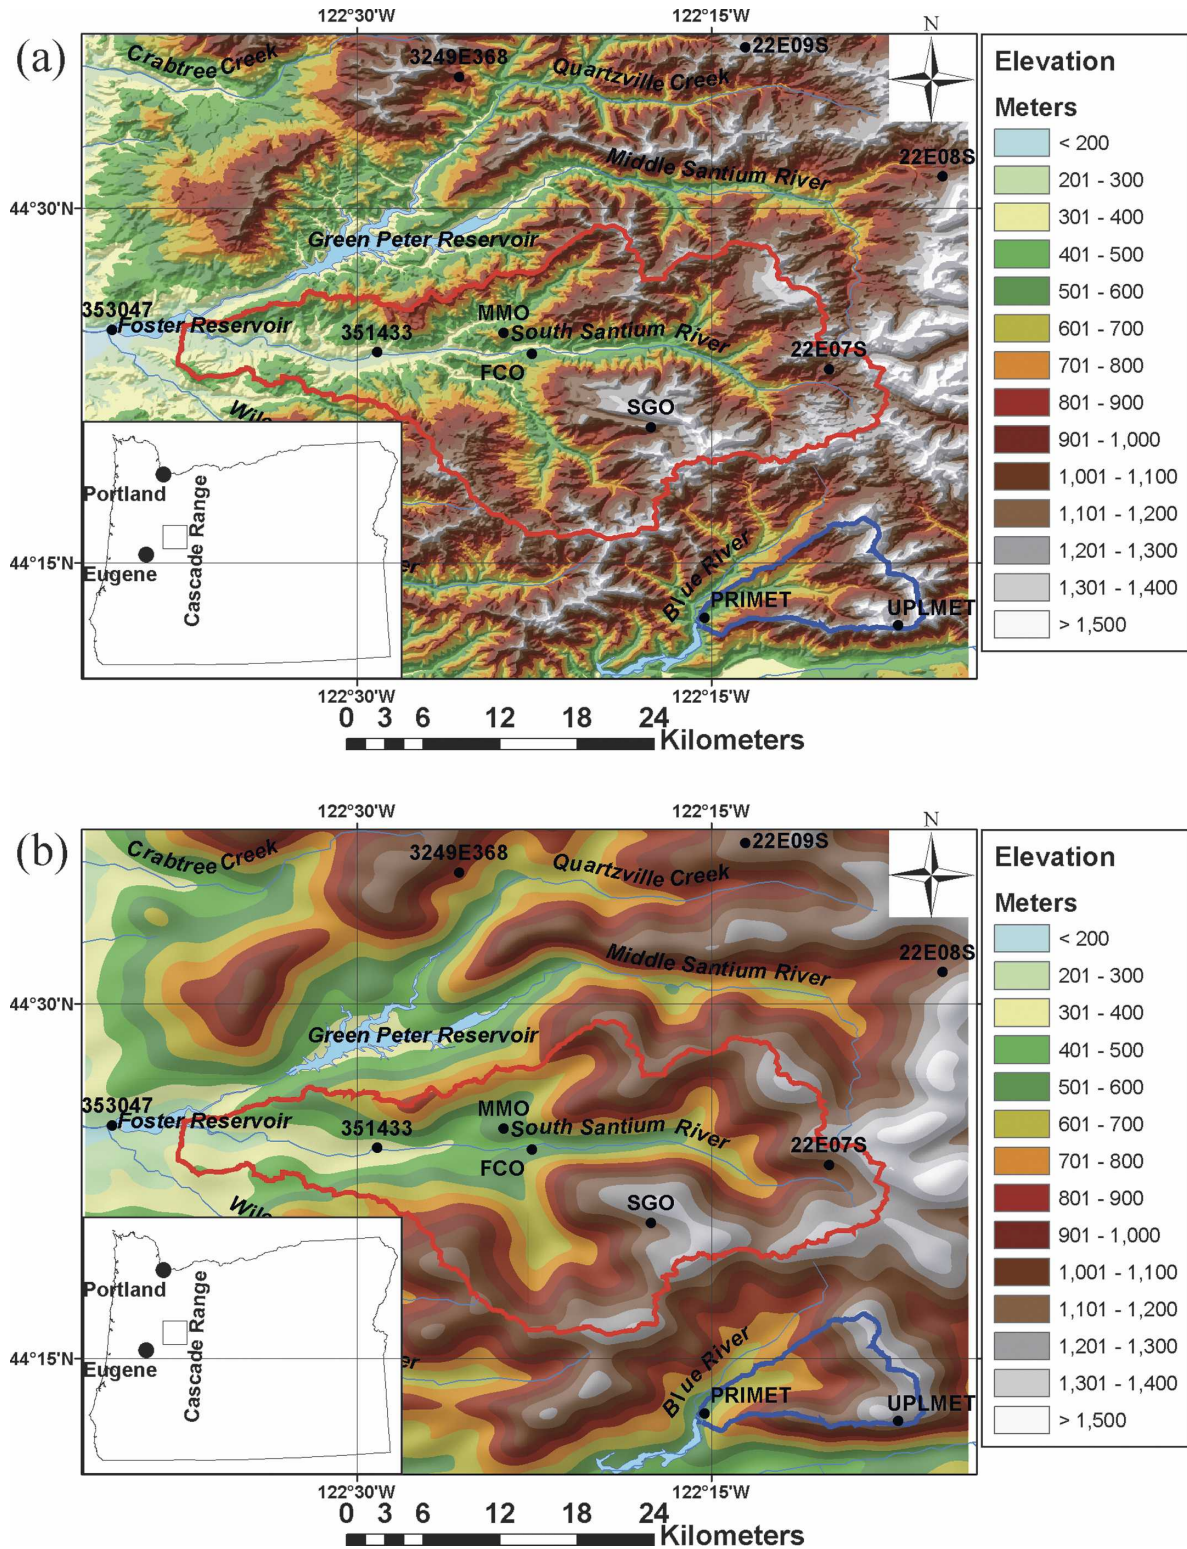 122°30'W 122°15'W
(a)
N
Crabtree Creek
3249E368
22E09S
Quartzville Creek
Middle Santium River
22E08S
44°30'N
Green Peter Reservoir
353047
Foster Reservoir
MMO
351433
South Santium River
FCO
22E07S
SGO
Wile
Portland
Cascade Range
Eugene
44°15'N
er
Blue River
PRIMET
UPLMET
122°30'W 122°15'W
0 3 6 12 18 24
Kilometers
Elevation
Meters
< 200
201 - 300
301 - 400
401 - 500
501 - 600
601 - 700
701 - 800
801 - 900
901 - 1,000
1,001 - 1,100
1,101 - 1,200
1,201 - 1,300
1,301 - 1,400
> 1,500
122°30'W 122°15'W
(b)
N
Crabtree Creek
3249E368
22E09S
Quartzville Creek
Middle Santium River
22E08S
44°30'N
Green Peter Reservoir
353047
Foster Reservoir
MMO
351433
South Santium River
FCO
22E07S
SGO
Wile
Portland
Cascade Range
Eugene
44°15'N
er
Blue River
PRIMET
UPLMET
122°30'W 122°15'W
0 3 6 12 18 24
Kilometers
Elevation
Meters
< 200
201 - 300
301 - 400
401 - 500
501 - 600
601 - 700
701 - 800
801 - 900
901 - 1,000
1,001 - 1,100
1,101 - 1,200
1,201 - 1,300
1,301 - 1,400
> 1,500